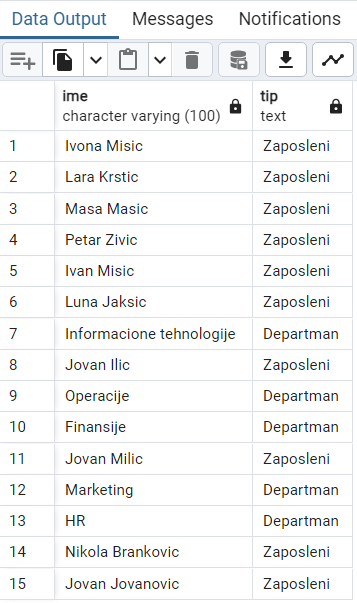 Data Output Messages Notifications
ime tip
character varying (100) text
1 Ivona Misic Zaposleni
2 Lara Krstic Zaposleni
3 Masa Masic Zaposleni
4 Petar Zivic Zaposleni
5 Ivan Misic Zaposleni
6 Luna Jaksic Zaposleni
7 Informacione tehnologije Departman
8 Jovan Ilic Zaposleni
9 Operacije Departman
10 Finansije Departman
11 Jovan Milic Zaposleni
12 Marketing Departman
13 HR Departman
14 Nikola Brankovic Zaposleni
15 Jovan Jovanovic Zaposleni